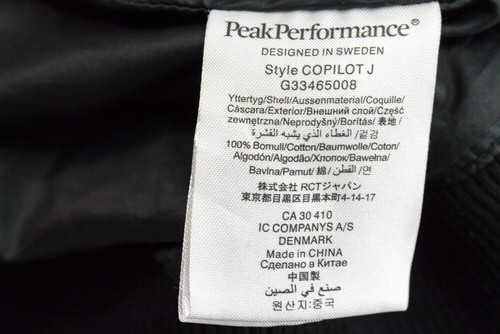 PeakPerformance®
DESIGNED IN SWEDEN
Style COPILOT J
G33465008
Yttertyg/Shell/Aussenmaterial/Coquille/
Cáscara/Exterior/Внешний слой/Część
zewnętrzna/Neprodyšný/Borítás/ 表地 /
الغطاء الذي يشبه القشرة /겉감
100% Bomull/Cotton/Baumwolle/Coton/
Algodón/Algodão/Хлопок/Bawełna/
Bavlna/Pamut/ 綿/ القطن /면
株式会社 RCTジャパン
東京都目黒区目黒本町4-14-17
CA 30 410
IC COMPANYS A/S
DENMARK
Made in CHINA
Сделано в Китае
中国製
صنع في الصين
원산지:중국